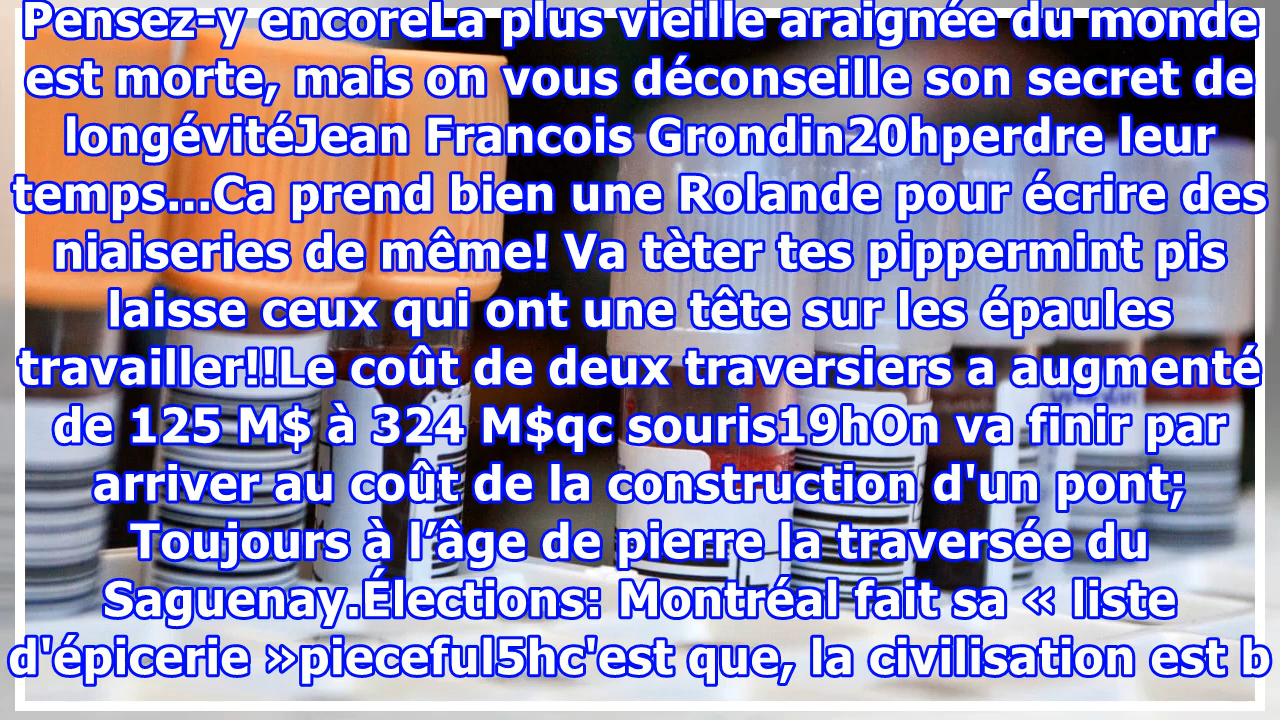 Pensez-y encoreLa plus vieille araignée du monde
est morte, mais on vous déconseille son secret de
longévitéJean Francois Grondin20hperdre leur
temps...Ca prend bien une Rolande pour écrire des
niaiseries de même! Va tèter tes pippermint pis
laisse ceux qui ont une tête sur les épaules
travailler!!Le coût de deux traversiers a augmenté
de 125 M$ à 324 M$qc souris19hOn va finir par
arriver au coût de la construction d'un pont;
Toujours à l’âge de pierre la traversée du
Saguenay.Élections: Montréal fait sa « liste
d'épicerie »pieceful5hc'est que, la civilisation est b